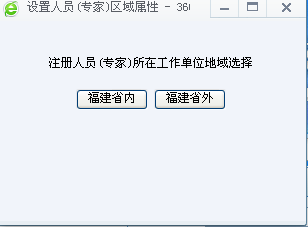 设置人员(专家)区域属性 - 36
注册人员(专家)所在工作单位地域选择
福建省内 福建省外